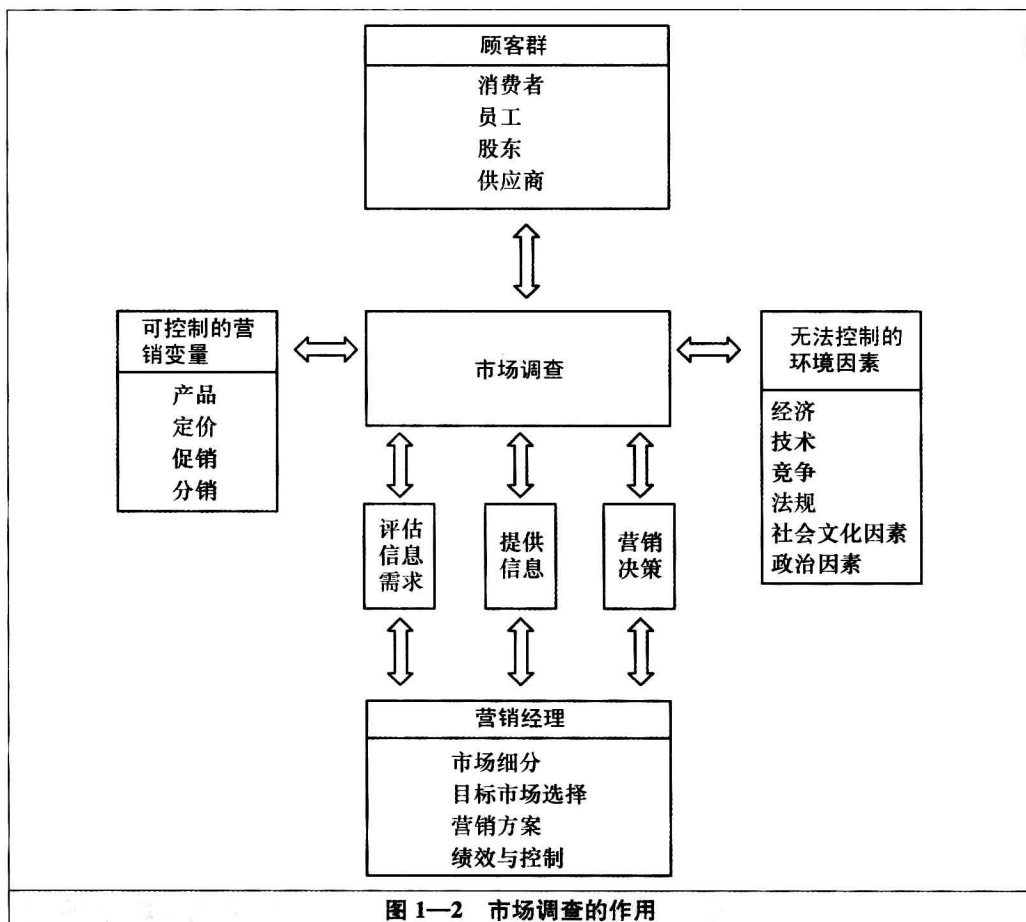 顾客群
消费者
员工
股东
供应商
可控制的营
销变量
产品
定价
促销
分销
市场调查
无法控制的
环境因素
经济
技术
竞争
法规
社会文化因素
政治因素
评估
信息
需求
提供
信息
营销
决策
营销经理
市场细分
目标市场选择
营销方案
绩效与控制
图 1—2 市场调查的作用